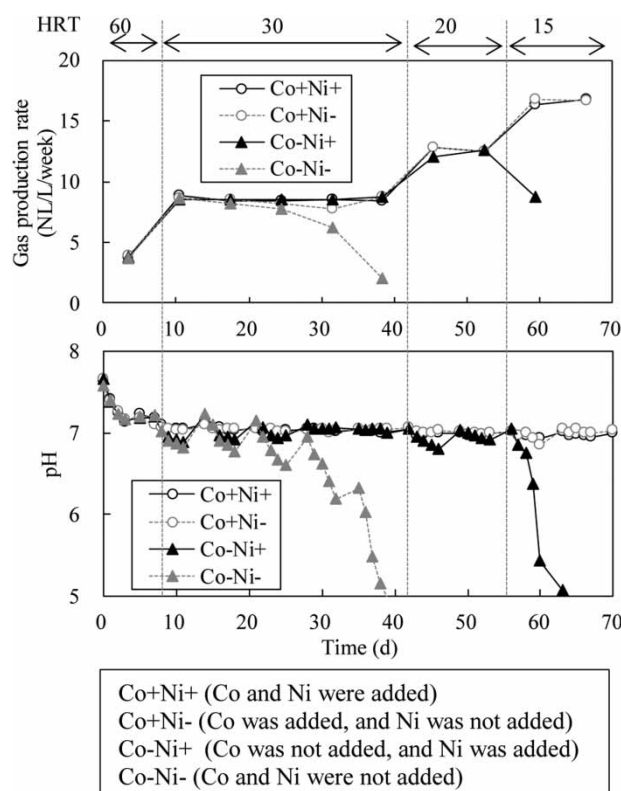 HRT 60 30 20 15
20
15
10
5
0
Gas production rate
(NL/L/week)
Co+Ni+
Co+Ni-
Co-Ni+
Co-Ni-
0 10 20 30 40 50 60 70
8
7
6
5
pH
Co+Ni+
Co+Ni-
Co-Ni+
Co-Ni-
0 10 20 30 40 50 60 70
Time (d)
Co+Ni+ (Co and Ni were added)
Co+Ni- (Co was added, and Ni was not added)
Co-Ni+ (Co was not added, and Ni was added)
Co-Ni- (Co and Ni were not added)